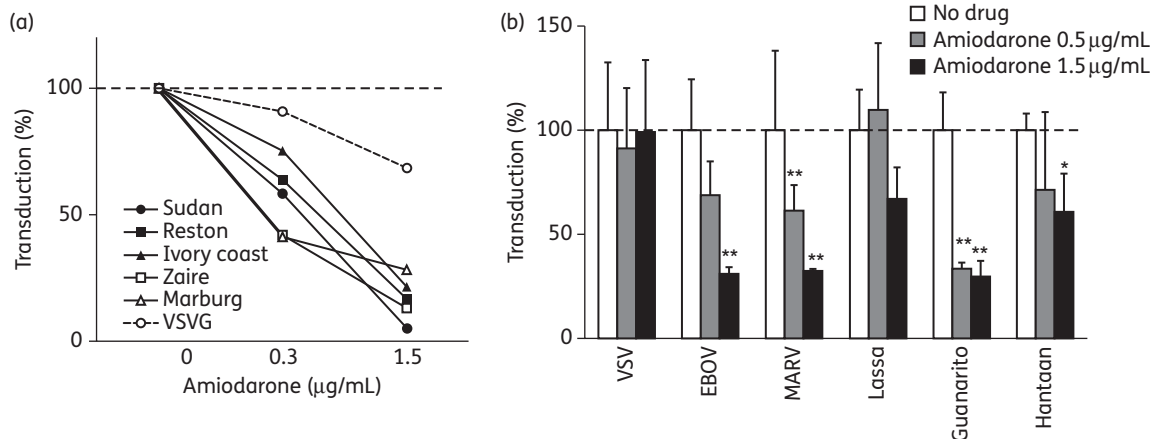 (a)
100
50
0
Transduction (%)
Sudan
Reston
Ivory coast
Zaire
Marburg
VSVG
0 0.3 1.5
Amiodarone (µg/mL)
(b)
No drug
Amiodarone 0.5 µg/mL
Amiodarone 1.5 µg/mL
150
100
50
0
Transduction (%)
**
**
**
**
**
*
VSV
EBOV
MARV
Lassa
Guanarito
Hantaan